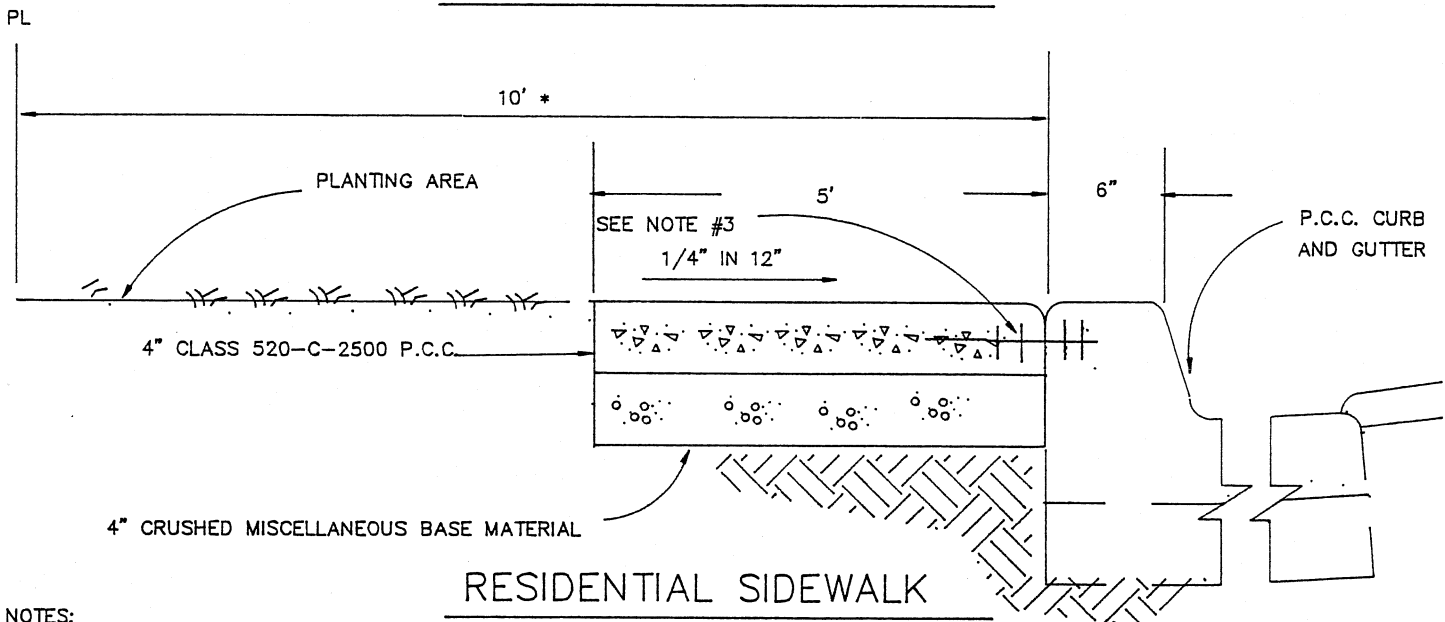 PL
10' *
PLANTING AREA
5'
6"
SEE NOTE #3
P.C.C. CURB
AND GUTTER
1/4" IN 12"
4" CLASS 520-C-2500 P.C.C.
4" CRUSHED MISCELLANEOUS BASE MATERIAL
RESIDENTIAL SIDEWALK
NOTES: